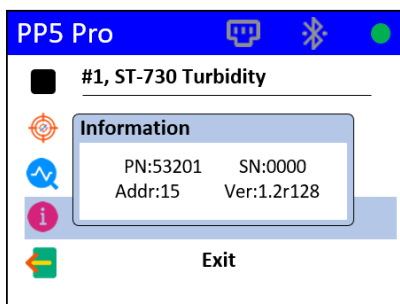 PP5 Pro
#1, ST-730 Turbidity
Information
PN:53201 SN:0000
Addr:15 Ver:1.2r128
i
Exit